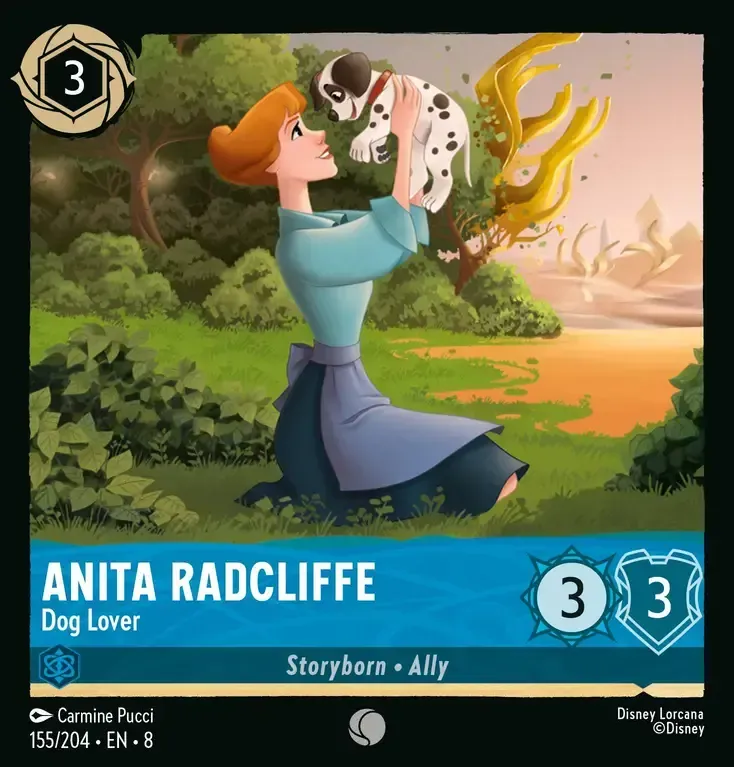 3
ANITA RADCLIFFE
Dog Lover
3
3
Storyborn • Ally
Carmine Pucci
155/204 • EN • 8
Disney Lorcana
©Disney